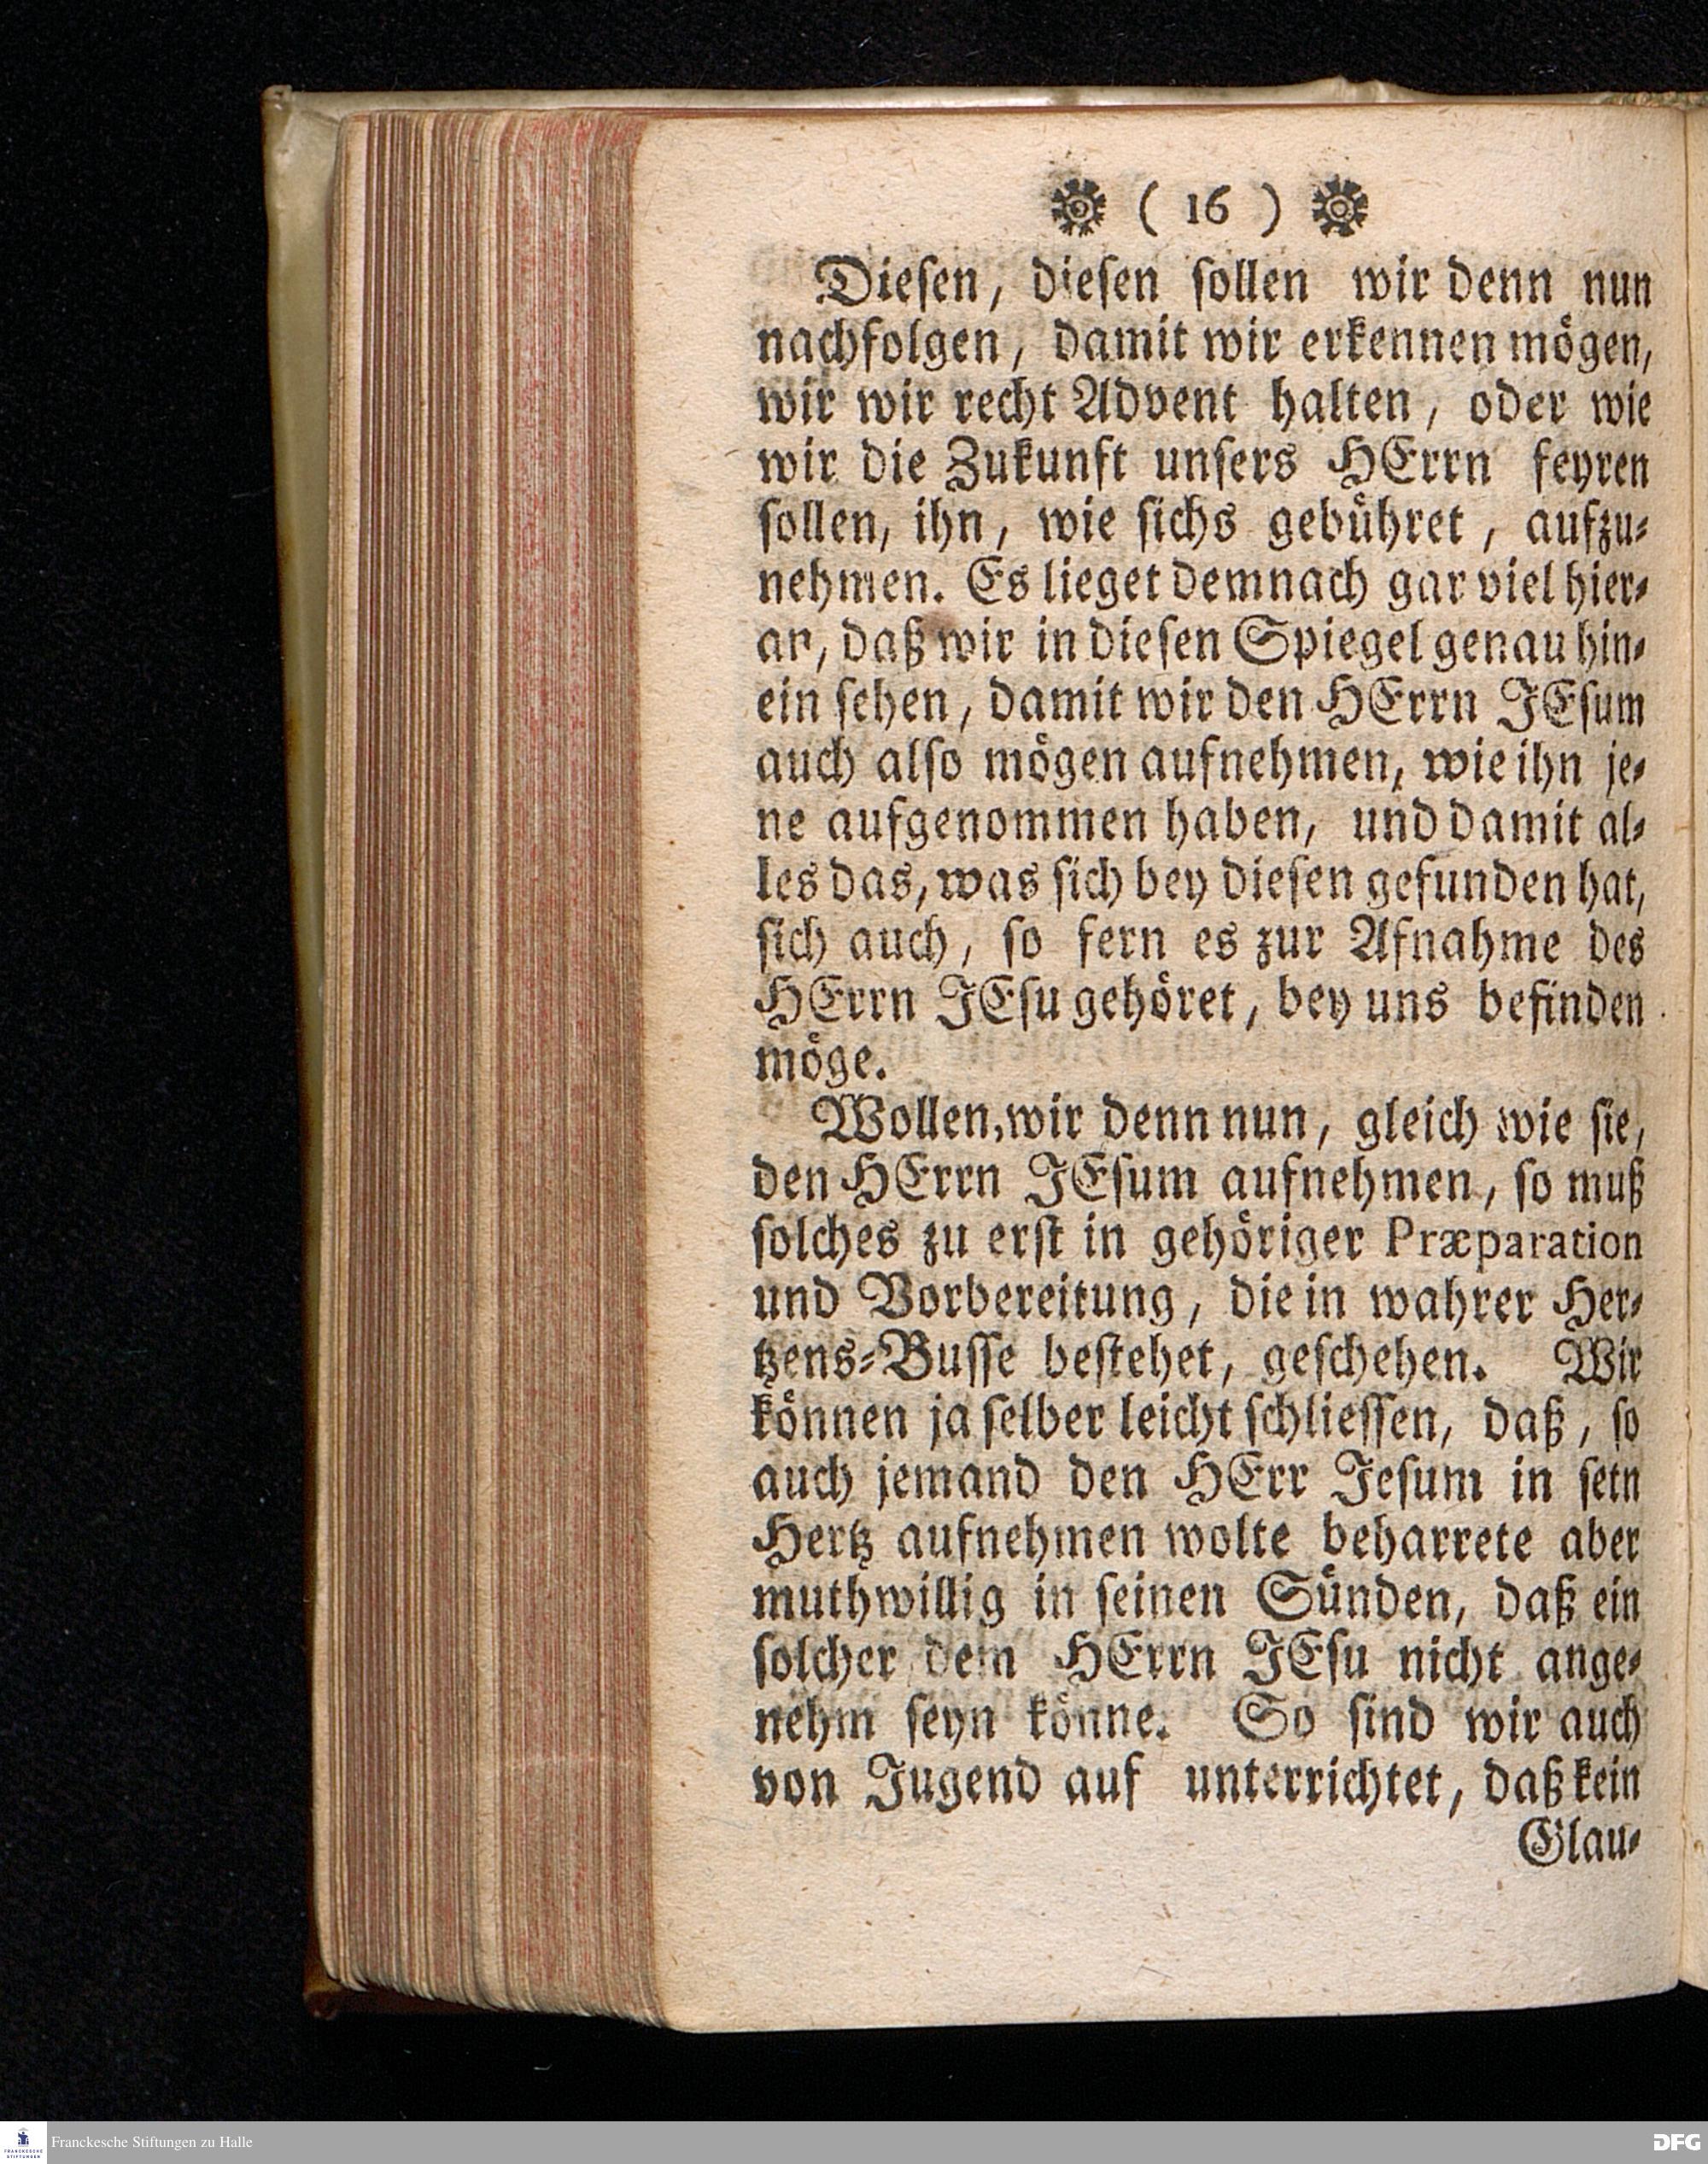 ( 16 )
Dieſen, dieſen ſollen wir denn nun
nachfolgen, damit wir erkennen mögen,
wir wir recht Advent halten, oder wie
wir die Zukunft unſers HErrn feyren
ſollen, ihn, wie ſichs gebühret, aufzu⸗
nehmen. Es lieget demnach gar viel hier⸗
an, daß wir in dieſen Spiegel genau hin⸗
ein ſehen, damit wir den HErrn JEſum
auch alſo mögen aufnehmen, wie ihn je⸗
ne aufgenommen haben, und damit al⸗
les das, was ſich bey dieſen gefunden hat,
ſich auch, ſo fern es zur Afnahme des
HErrn JEſu gehöret, bey uns befinden
möge.
Wollen, wir denn nun, gleich wie ſie,
den HErrn JEſum aufnehmen, ſo muß
ſolches zu erſt in gehöriger Præparation
und Vorbereitung, die in wahrer Her⸗
tzens⸗Buſſe beſtehet, geſchehen. Wir
können ja ſelber leicht ſchlieſſen, daß, ſo
auch jemand den HErr Jeſum in ſetn
Hertz aufnehmen wolte beharrete aber
muthwillig in ſeinen Sünden, daß ein
ſolcher dem HErrn JEſu nicht ange⸗
nehm ſeyn könne. So ſind wir auch
von Jugend auf unterrichtet, daß kein
Glau⸗
FRANCKESCHE
STIFTUNGEN
Franckesche Stiftungen zu Halle
DFG